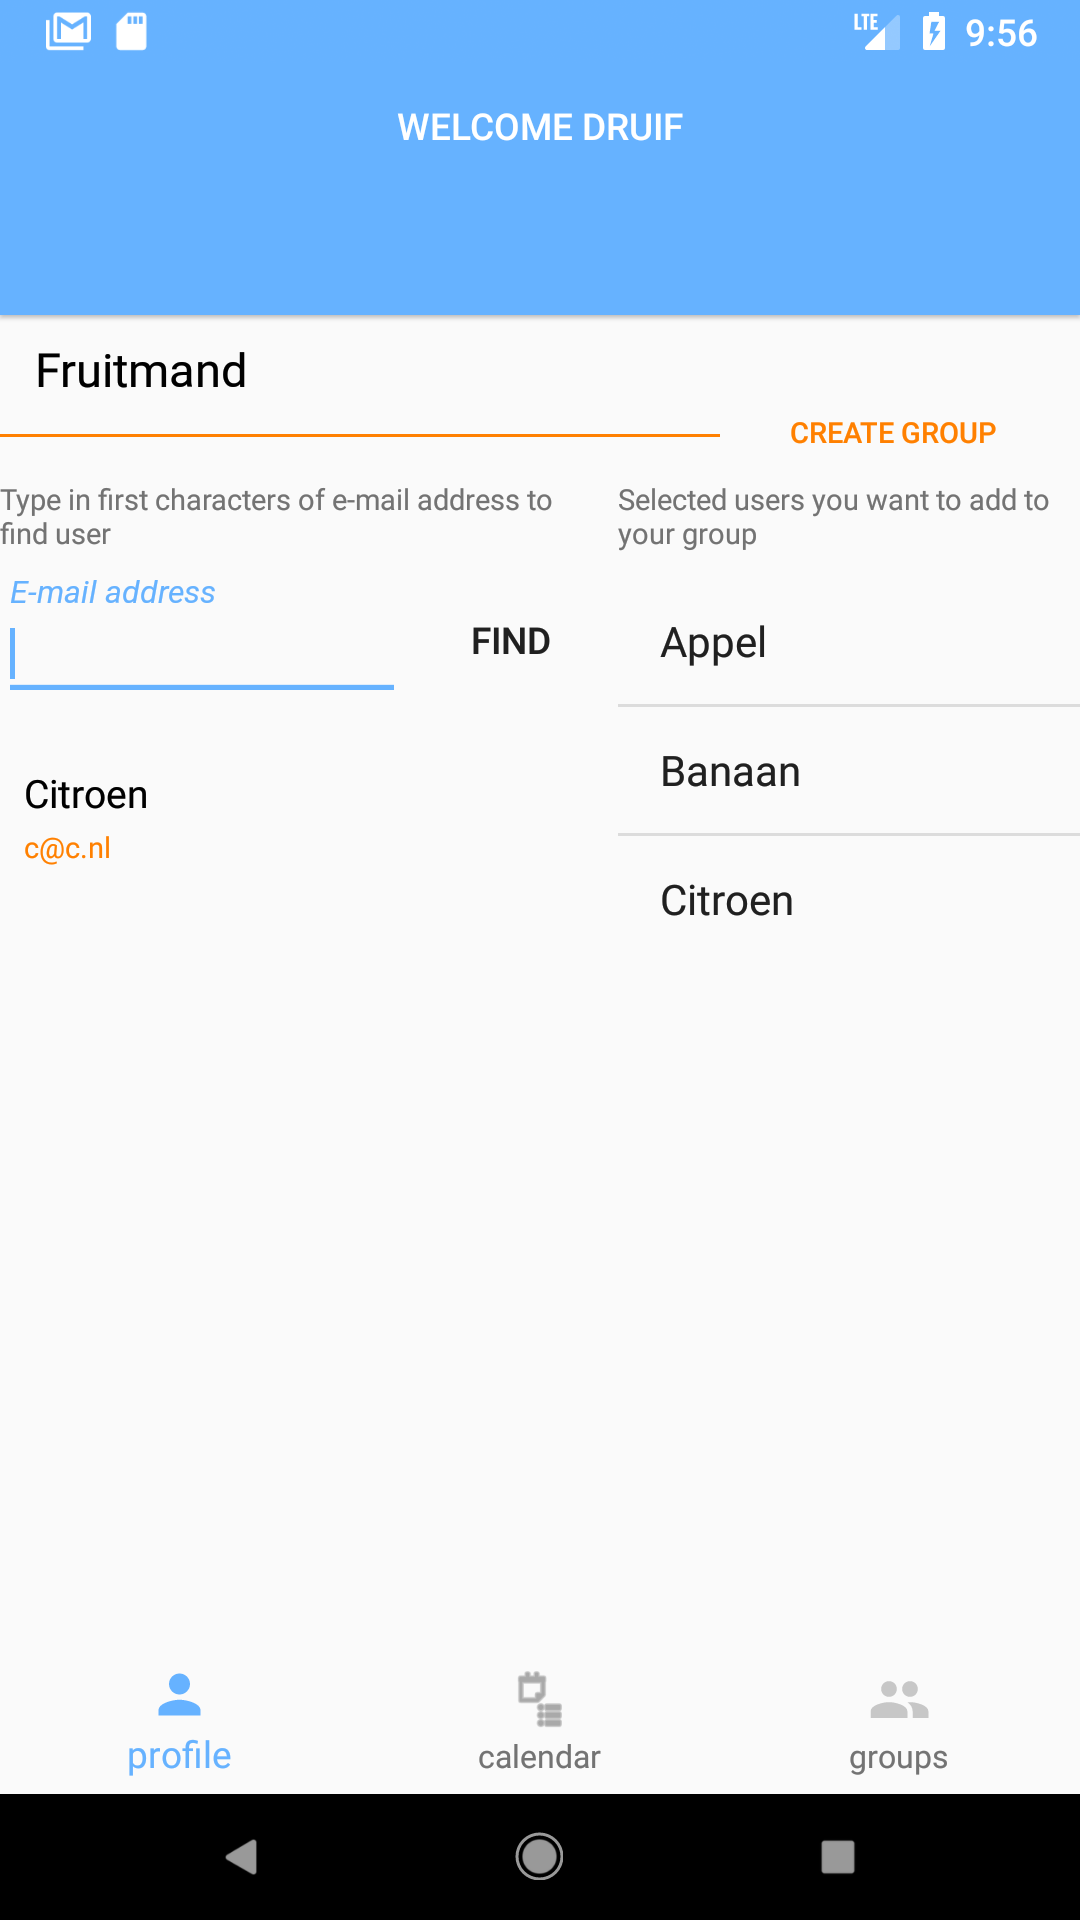 LTE 9:56
WELCOME DRUIF
Fruitmand
CREATE GROUP
Type in first characters of e-mail address to
find user
Selected users you want to add to
your group
E-mail address
FIND
Appel
Banaan
Citroen
c@c.nl
Citroen
profile
calendar
groups